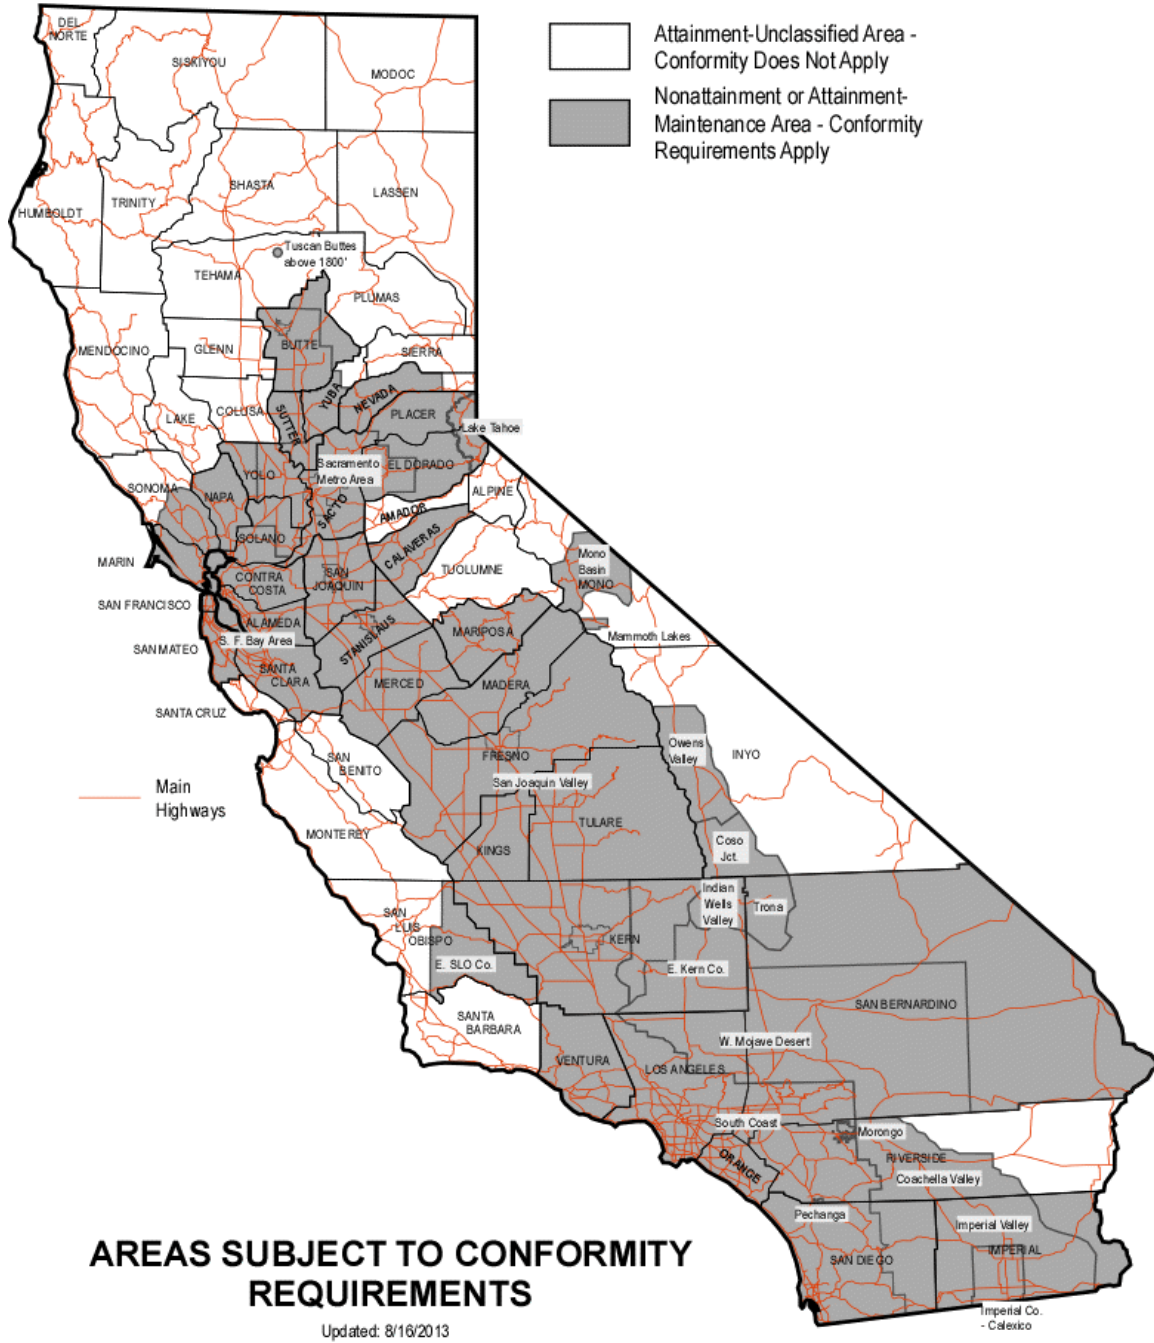 DEL
NORTE
SISKIYOU
MODOC
Attainment-Unclassified Area -
Conformity Does Not Apply
Nonattainment or Attainment-
Maintenance Area - Conformity
Requirements Apply
HUMBOLDT
TRINITY
SHASTA
LASSEN
Tuscan Buttes
above 1800'
TEHAMA
PLUMAS
MENDOCINO
GLENN
BUTTE
SIERRA
LAKE
COLUSA
SUTTER
YUBA
NEVADA
PLACER
Lake Tahoe
SONOMA
NAPA
YOLO
Sacramento
Metro Area
EL DORADO
ALPINE
SACTO
AMADOR
SOLANO
CALAVERAS
MARIN
CONTRA
COSTA
SAN
JOAQUIN
TUOLUMNE
Mono
Basin
MONO
SAN FRANCISCO
ALAMEDA
STANISLAUS
MARIPOSA
Mammoth Lakes
SAN MATEO
S. F. Bay Area
SANTA
CLARA
MERCED
MADERA
SANTA CRUZ
SAN
BENITO
FRESNO
Owens
Valley
INYO
Main
Highways
San Joaquin Valley
MONTEREY
KINGS
TULARE
Coso
Jct.
SAN
LUIS
OBISPO
Indian
Wells
Valley
Trona
KERN
E. SLO Co.
E. Kern Co.
SANTA
BARBARA
SAN BERNARDINO
VENTURA
W. Mojave Desert
LOS ANGELES
South Coast
Morongo
ORANGE
RIVERSIDE
Coachella Valley
Pechanga
Imperial Valley
SAN DIEGO
IMPERIAL
Imperial Co.
- Calexico
AREAS SUBJECT TO CONFORMITY
REQUIREMENTS
Updated: 8/16/2013